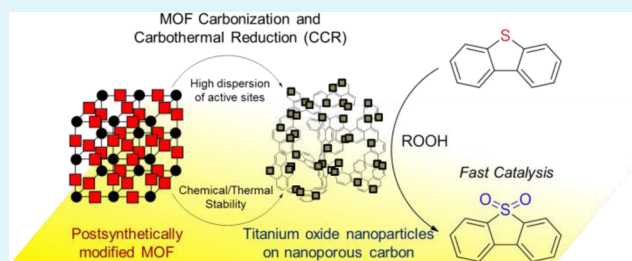 MOF Carbonization and
Carbothermal Reduction (CCR)
High dispersion
of active sites
Chemical/Thermal
Stability
Postsynthetically
modified MOF
Titanium oxide nanoparticles
on nanoporous carbon
S
ROOH
Fast Catalysis
O O
S